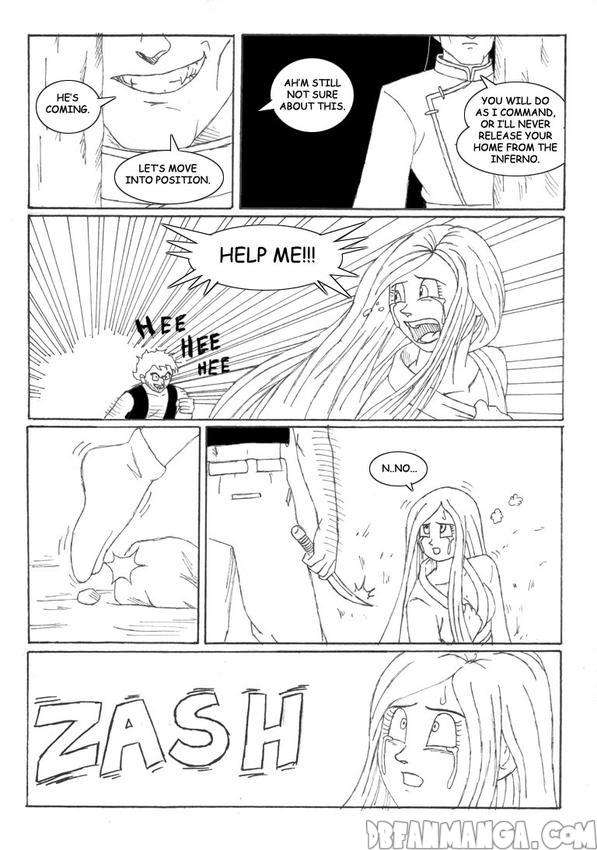 HE'S
COMING.
LET'S MOVE
INTO POSITION.
AH'M STILL
NOT SURE
ABOUT THIS.
YOU WILL DO
AS I COMMAND,
OR I'LL NEVER
RELEASE YOUR
HOME FROM THE
INFERNO.
HELP ME!!!
HEE
HEE
HEE
N..NO...
ZASH
DBFANMANGA.COM